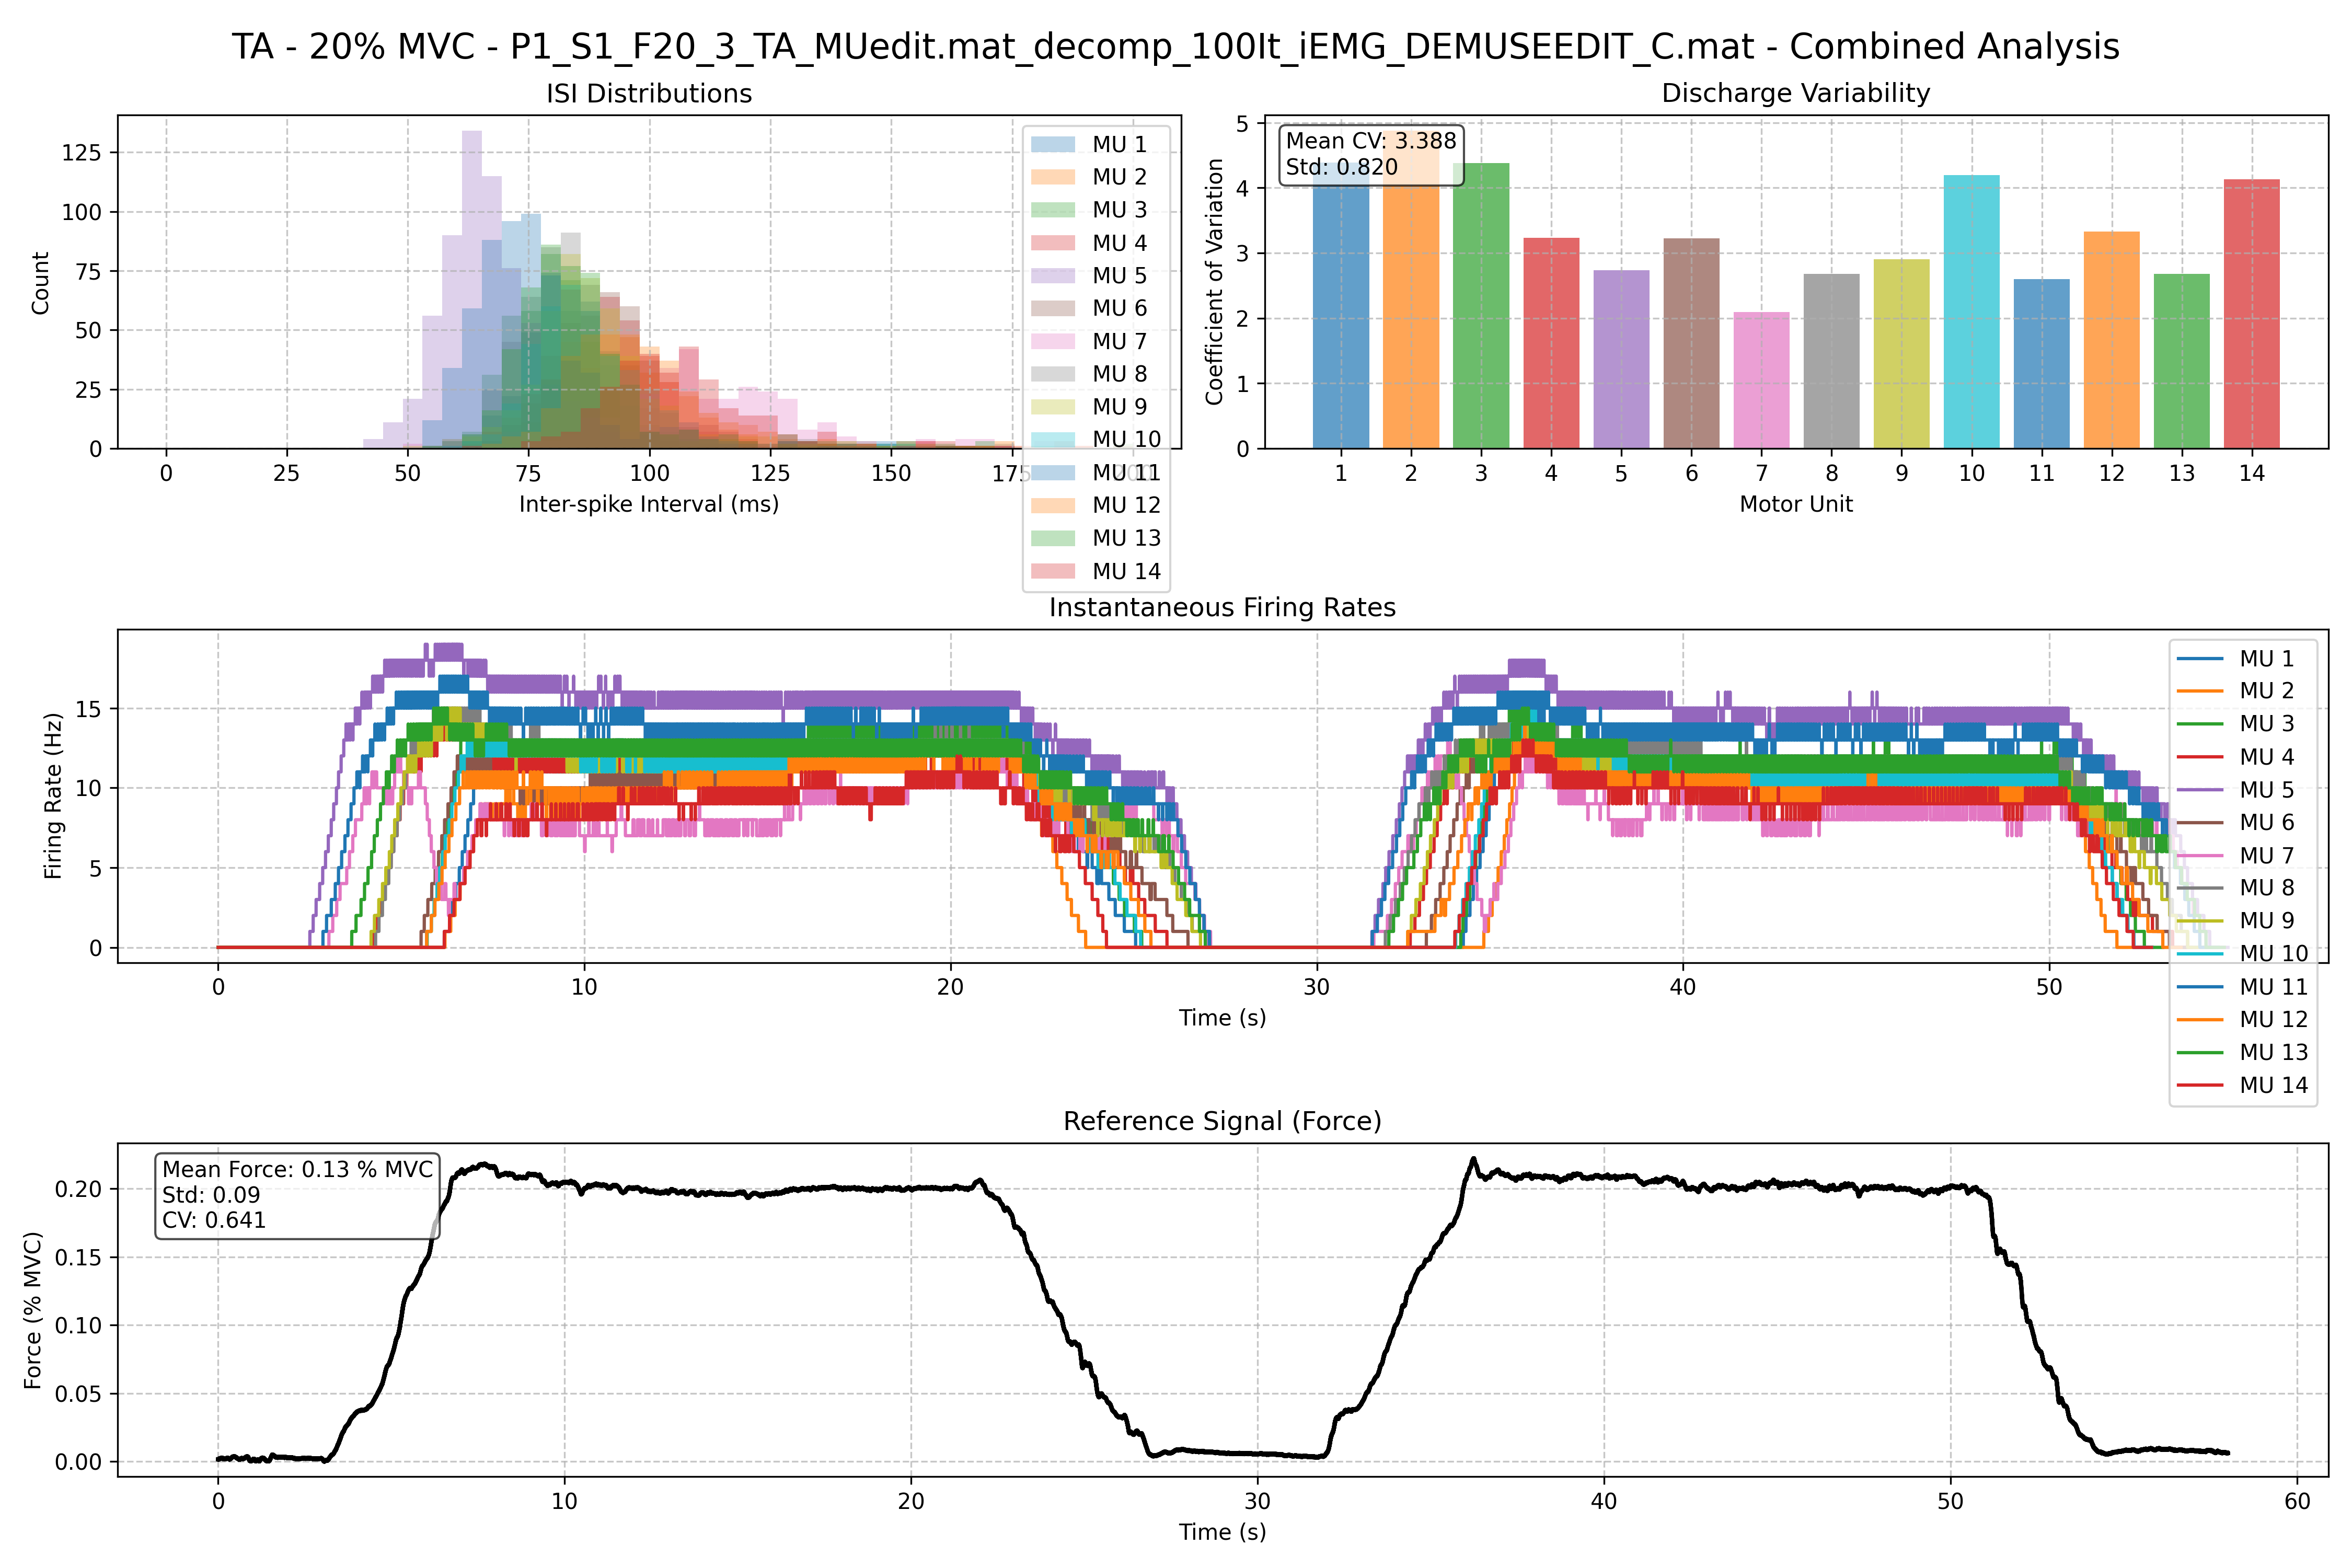 TA - 20% MVC - P1_S1_F20_3_TA_MUedit.mat_decomp_100It_iEMG_DEMUSEEDIT_C.mat - Combined Analysis
ISI Distributions
Count
125
100
75
50
25
0
0 25 50 75 100 125 150 175 200
Inter-spike Interval (ms)
MU 1
MU 2
MU 3
MU 4
MU 5
MU 6
MU 7
MU 8
MU 9
MU 10
MU 11
MU 12
MU 13
MU 14
Discharge Variability
Mean CV: 3.388
Std: 0.820
Coefficient of Variation
5
4
3
2
1
0
1 2 3 4 5 6 7 8 9 10 11 12 13 14
Motor Unit
Instantaneous Firing Rates
Firing Rate (Hz)
15
10
5
0
0 10 20 30 40 50
Time (s)
MU 1
MU 2
MU 3
MU 4
MU 5
MU 6
MU 7
MU 8
MU 9
MU 10
MU 11
MU 12
MU 13
MU 14
Reference Signal (Force)
Mean Force: 0.13 % MVC
Std: 0.09
CV: 0.641
Force (% MVC)
0.20
0.15
0.10
0.05
0.00
0 10 20 30 40 50 60
Time (s)